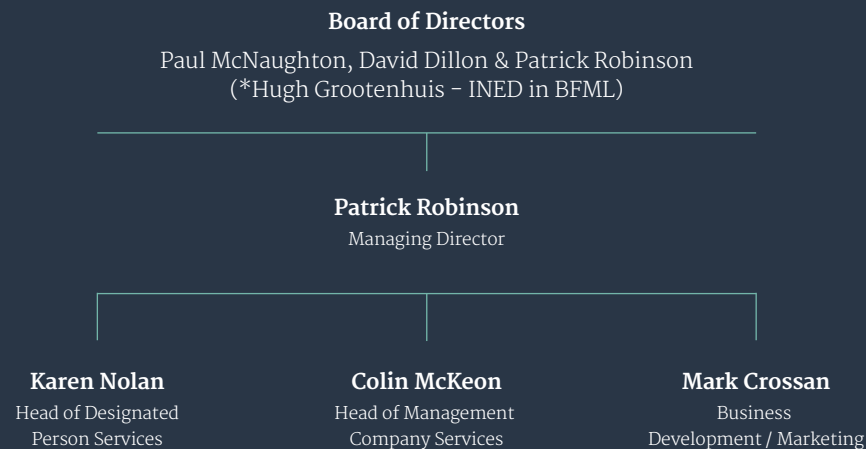 Board of Directors
Paul McNaughton, David Dillon & Patrick Robinson
(*Hugh Grootenhuis - INED in BFML)
Patrick Robinson
Managing Director
Karen Nolan
Head of Designated
Person Services
Colin McKeon
Head of Management
Company Services
Mark Crossan
Business
Development / Marketing